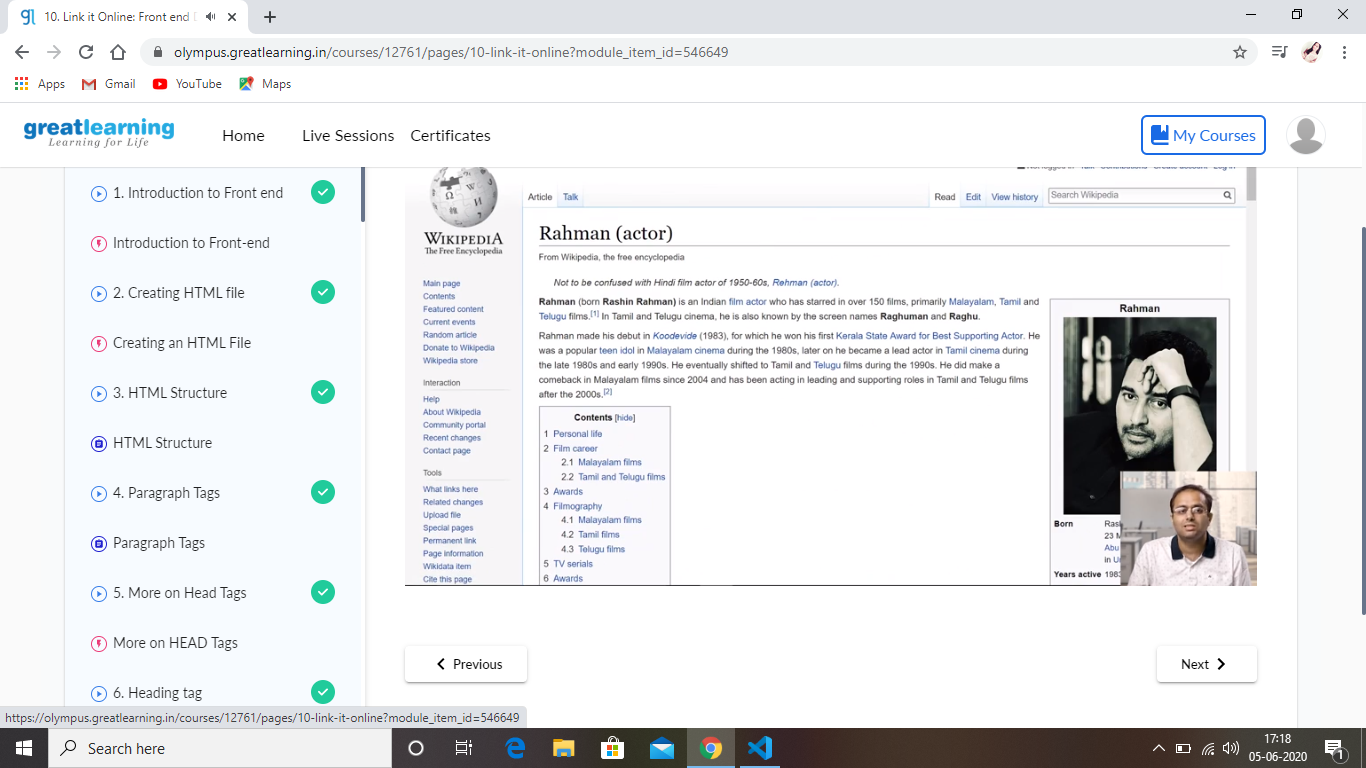 10. Link it Online: Front end
olympus.greatlearning.in/courses/12761/pages/10-link-it-online?module_item_id=546649
Apps Gmail YouTube Maps
greatlearning
Learning for Life
Home Live Sessions Certificates My Courses
1. Introduction to Front end
Introduction to Front-end
2. Creating HTML file
Creating an HTML File
3. HTML Structure
HTML Structure
4. Paragraph Tags
Paragraph Tags
5. More on Head Tags
More on HEAD Tags
6. Heading tag
WIKIPEDIA
The Free Encyclopedia
Main page
Contents
Featured content
Current events
Random article
Donate to Wikipedia
Wikipedia store
Interaction
Help
About Wikipedia
Community portal
Recent changes
Contact page
Tools
What links here
Related changes
Upload file
Special pages
Permanent link
Page information
Wikidata item
Cite this page
Article Talk Read Edit View history Search Wikipedia
Rahman (actor)
From Wikipedia, the free encyclopedia
Not to be confused with Hindi film actor of 1950-60s, Rehman (actor).
Rahman (born Rashin Rahman) is an Indian film actor who has starred in over 150 films, primarily Malayalam, Tamil and
Telugu films.[1] In Tamil and Telugu cinema, he is also known by the screen names Raghuman and Raghu.
Rahman made his debut in Koodevide (1983), for which he won his first Kerala State Award for Best Supporting Actor. He
was a popular teen idol in Malayalam cinema during the 1980s, later on he became a lead actor in Tamil cinema during
the late 1980s and early 1990s. He eventually shifted to Tamil and Telugu films during the 1990s. He did make a
comeback in Malayalam films since 2004 and has been acting in leading and supporting roles in Tamil and Telugu films
after the 2000s.[2]
Contents [hide]
1 Personal life
2 Film career
2.1 Malayalam films
2.2 Tamil and Telugu films
3 Awards
4 Filmography
4.1 Malayalam films
4.2 Tamil films
4.3 Telugu films
5 TV serials
6 Awards
Rahman
Born
23
Abu
in
Years active 198
Previous Next
https://olympus.greatlearning.in/courses/12761/pages/10-link-it-online?module_item_id=546649
Search here
17:18
05-06-2020
1